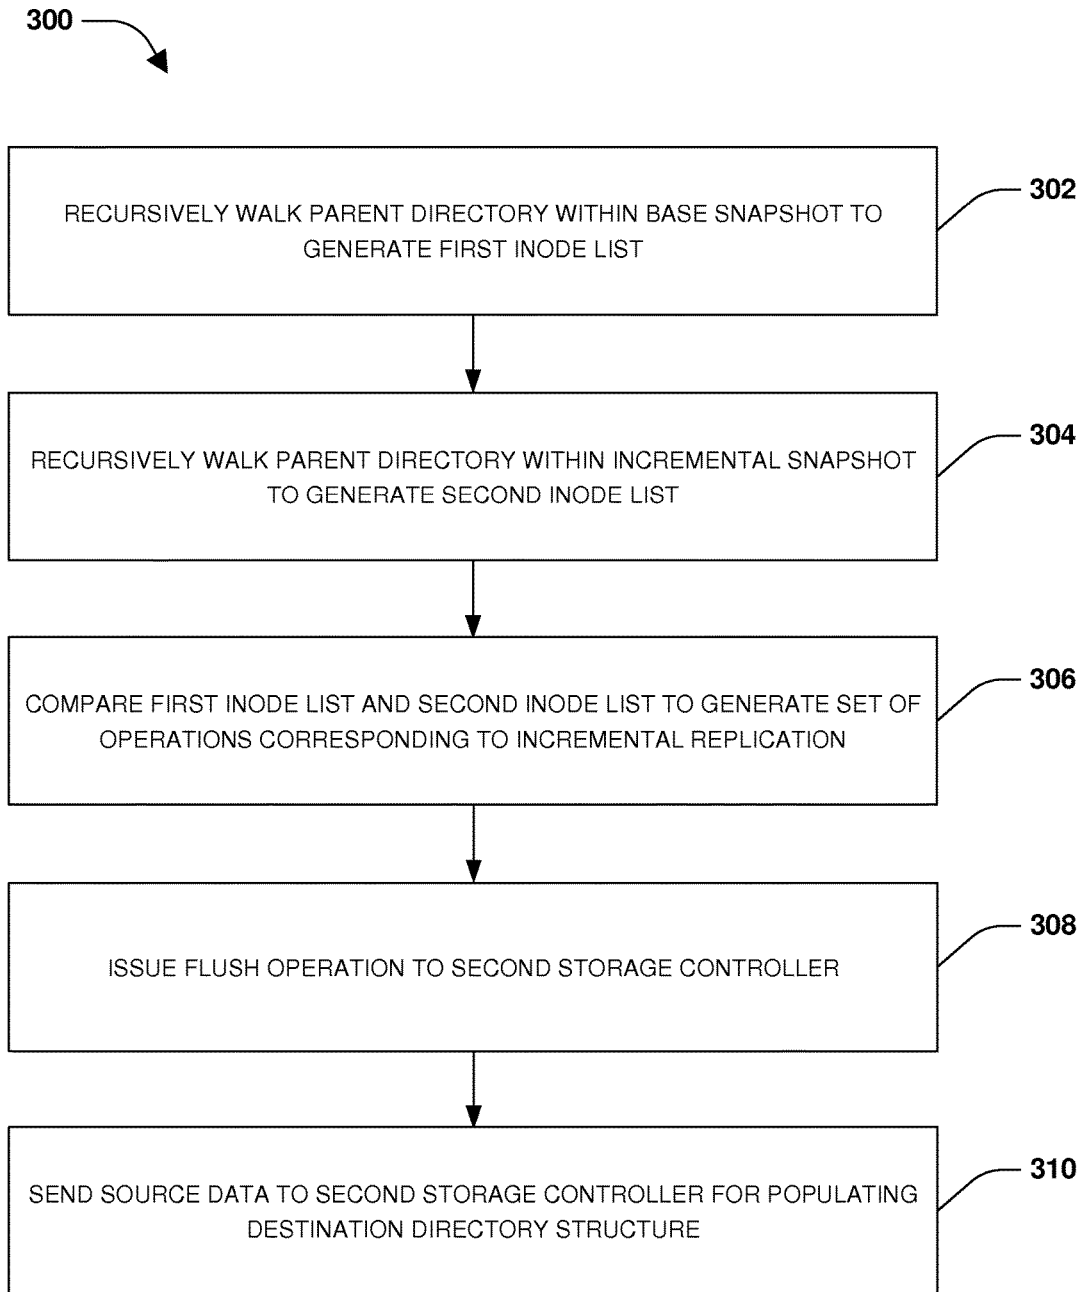 300
302
RECURSIVELY WALK PARENT DIRECTORY WITHIN BASE SNAPSHOT TO
GENERATE FIRST INODE LIST
304
RECURSIVELY WALK PARENT DIRECTORY WITHIN INCREMENTAL SNAPSHOT
TO GENERATE SECOND INODE LIST
306
COMPARE FIRST INODE LIST AND SECOND INODE LIST TO GENERATE SET OF
OPERATIONS CORRESPONDING TO INCREMENTAL REPLICATION
308
ISSUE FLUSH OPERATION TO SECOND STORAGE CONTROLLER
310
SEND SOURCE DATA TO SECOND STORAGE CONTROLLER FOR POPULATING
DESTINATION DIRECTORY STRUCTURE